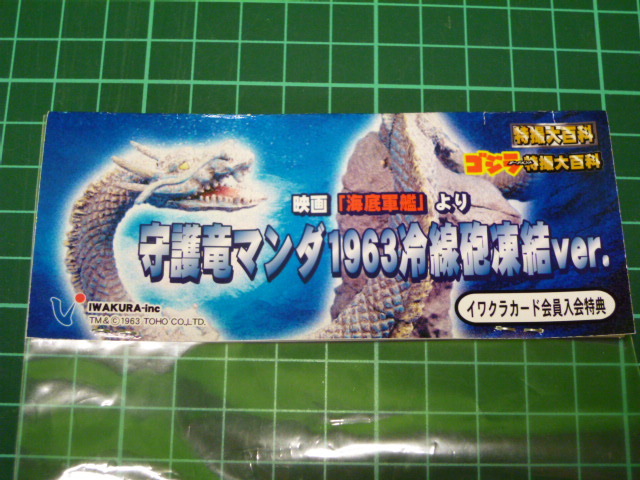 特撮大百科
ゴジラ特撮大百科
映画「海底軍艦」より
守護竜マンダ1963冷線砲凍結ver.
IWAKURA-inc
TM&©1963 TOHO CO.,LTD.
イワクラカード会員入会特典